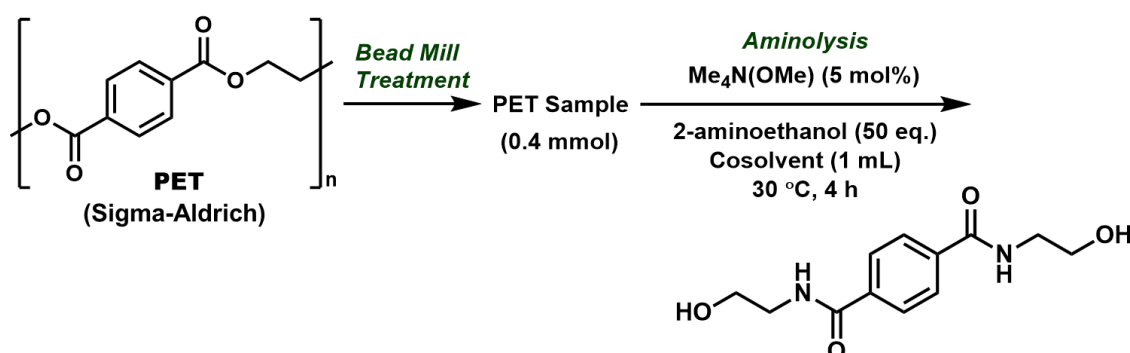 O
O
O
O
n
PET
(Sigma-Aldrich)
Bead Mill
Treatment
PET Sample
(0.4 mmol)
Aminolysis
Me₄N(OMe) (5 mol%)
2-aminoethanol (50 eq.)
Cosolvent (1 mL)
30 °C, 4 h
O
OH
N
H
H
N
HO
O